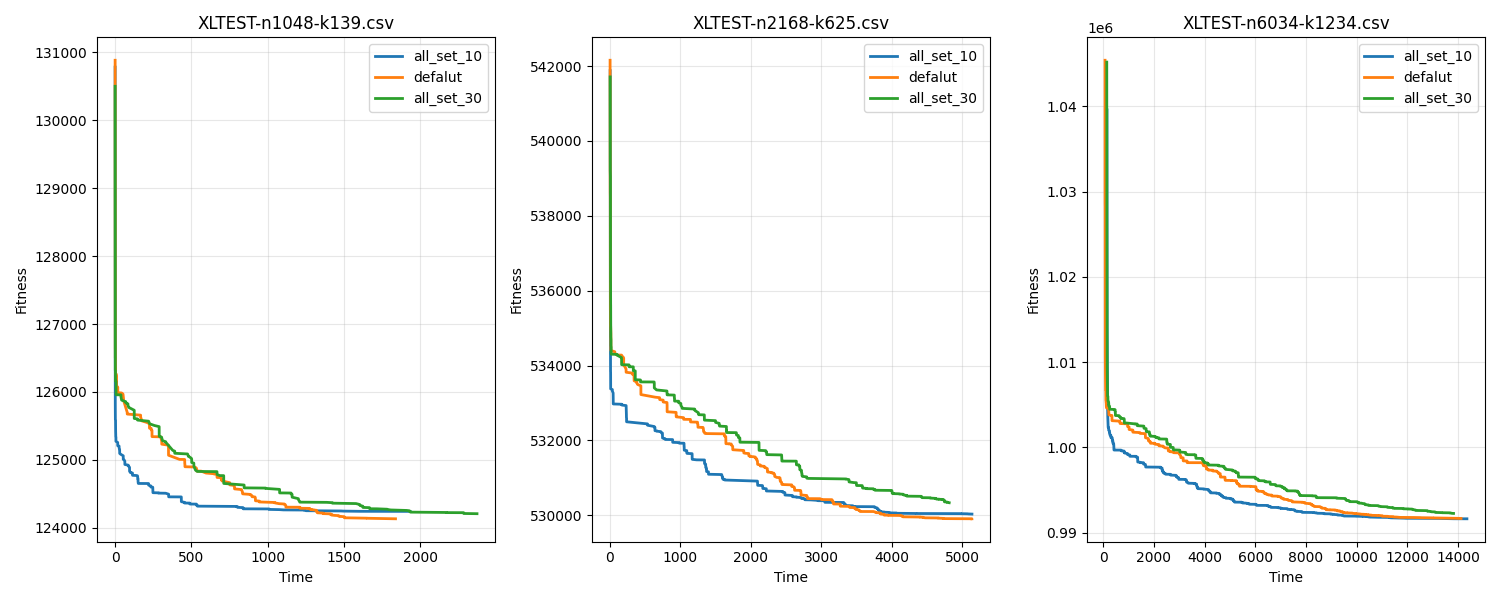 XLTEST-n1048-k139.csv
131000
130000
129000
128000
127000
126000
125000
124000
Fitness
0
500
1000
1500
2000
Time
all_set_10
defalut
all_set_30
XLTEST-n2168-k625.csv
542000
540000
538000
536000
534000
532000
530000
Fitness
0
1000
2000
3000
4000
5000
Time
all_set_10
defalut
all_set_30
XLTEST-n6034-k1234.csv
1e6
1.04
1.03
1.02
1.01
1.00
0.99
Fitness
0
2000
4000
6000
8000
10000
12000
14000
Time
all_set_10
defalut
all_set_30